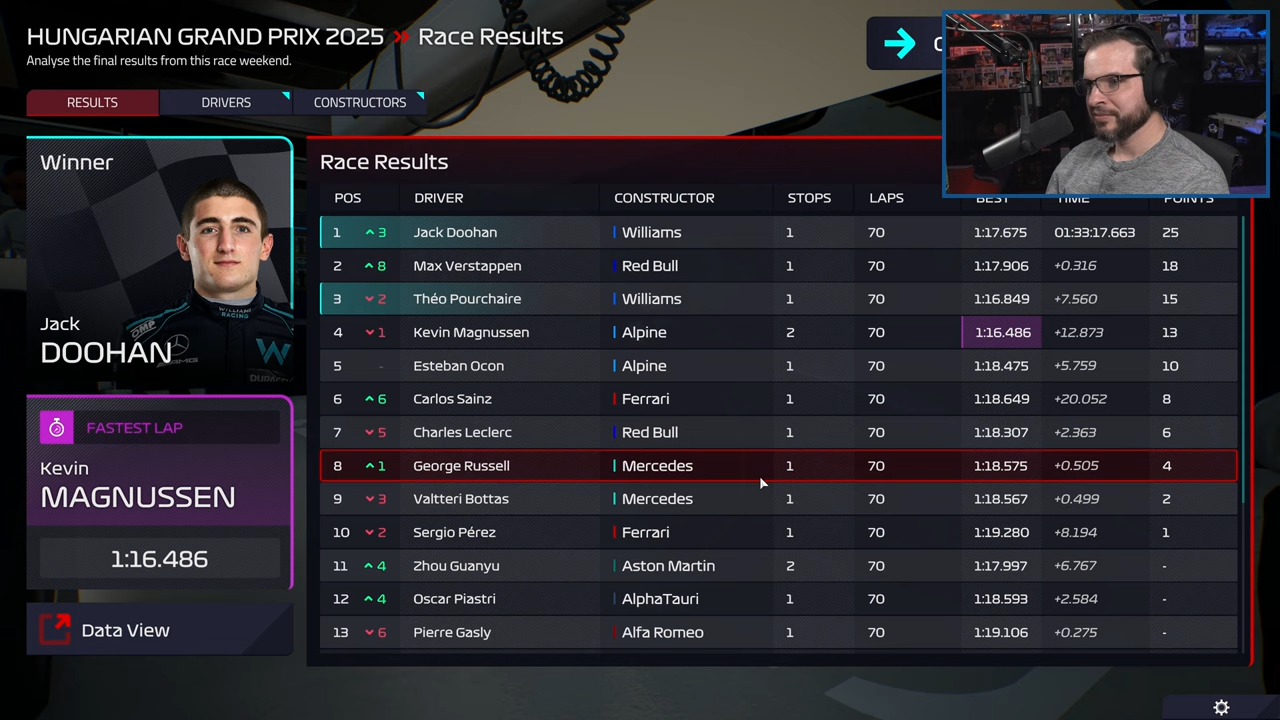 HUNGARIAN GRAND PRIX 2025 » Race Results
Analyse the final results from this race weekend.
RESULTS DRIVERS CONSTRUCTORS
Winner
Jack
DOOHAN
OMP
WILLIAMS
RACING
AMG
W
FASTEST LAP
Kevin
MAGNUSSEN
1:16.486
Data View
Race Results
POS DRIVER CONSTRUCTOR STOPS LAPS BEST TIME POINTS
1 3 Jack Doohan Williams 1 70 1:17.675 01:33:17.663 25
2 8 Max Verstappen Red Bull 1 70 1:17.906 +0.316 18
3 2 Théo Pourchaire Williams 1 70 1:16.849 +7.560 15
4 1 Kevin Magnussen Alpine 2 70 1:16.486 +12.873 13
5 - Esteban Ocon Alpine 1 70 1:18.475 +5.759 10
6 6 Carlos Sainz Ferrari 1 70 1:18.649 +20.052 8
7 5 Charles Leclerc Red Bull 1 70 1:18.307 +2.363 6
8 1 George Russell Mercedes 1 70 1:18.575 +0.505 4
9 3 Valtteri Bottas Mercedes 1 70 1:18.567 +0.499 2
10 2 Sergio Pérez Ferrari 1 70 1:19.280 +8.194 1
11 4 Zhou Guanyu Aston Martin 2 70 1:17.997 +6.767 -
12 4 Oscar Piastri AlphaTauri 1 70 1:18.593 +2.584 -
13 6 Pierre Gasly Alfa Romeo 1 70 1:19.106 +0.275 -